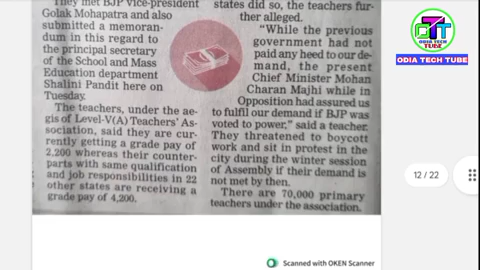 They met BJP vice-president
Golak Mohapatra and also
submitted a memoran-
dum in this regard to
the principal secretary
of the School and Mass
Education department
Shalini Pandit here on
Tuesday.
The teachers, under the ae-
gis of Level-V(A) Teachers' As-
sociation, said they are cur-
rently getting a grade pay of
2,200 whereas their counter-
parts with same qualification
and job responsibilities in 22
other states are receiving a
grade pay of 4,200.
states did so, the teachers fur-
ther alleged.
"While the previous
government had not
paid any heed to our de-
mand, the present
Chief Minister Mohan
Charan Majhi while in
Opposition had assured us
to fulfil our demand if BJP was
voted to power," said a teacher.
They threatened to boycott
work and sit in protest in the
city during the winter session
of Assembly if their demand is
not met by then.
There are 70,000 primary
teachers under the association.
Scanned with OKEN Scanner
12 / 22
OTT
ODIA TECH
TUBE
ODIA TECH TUBE